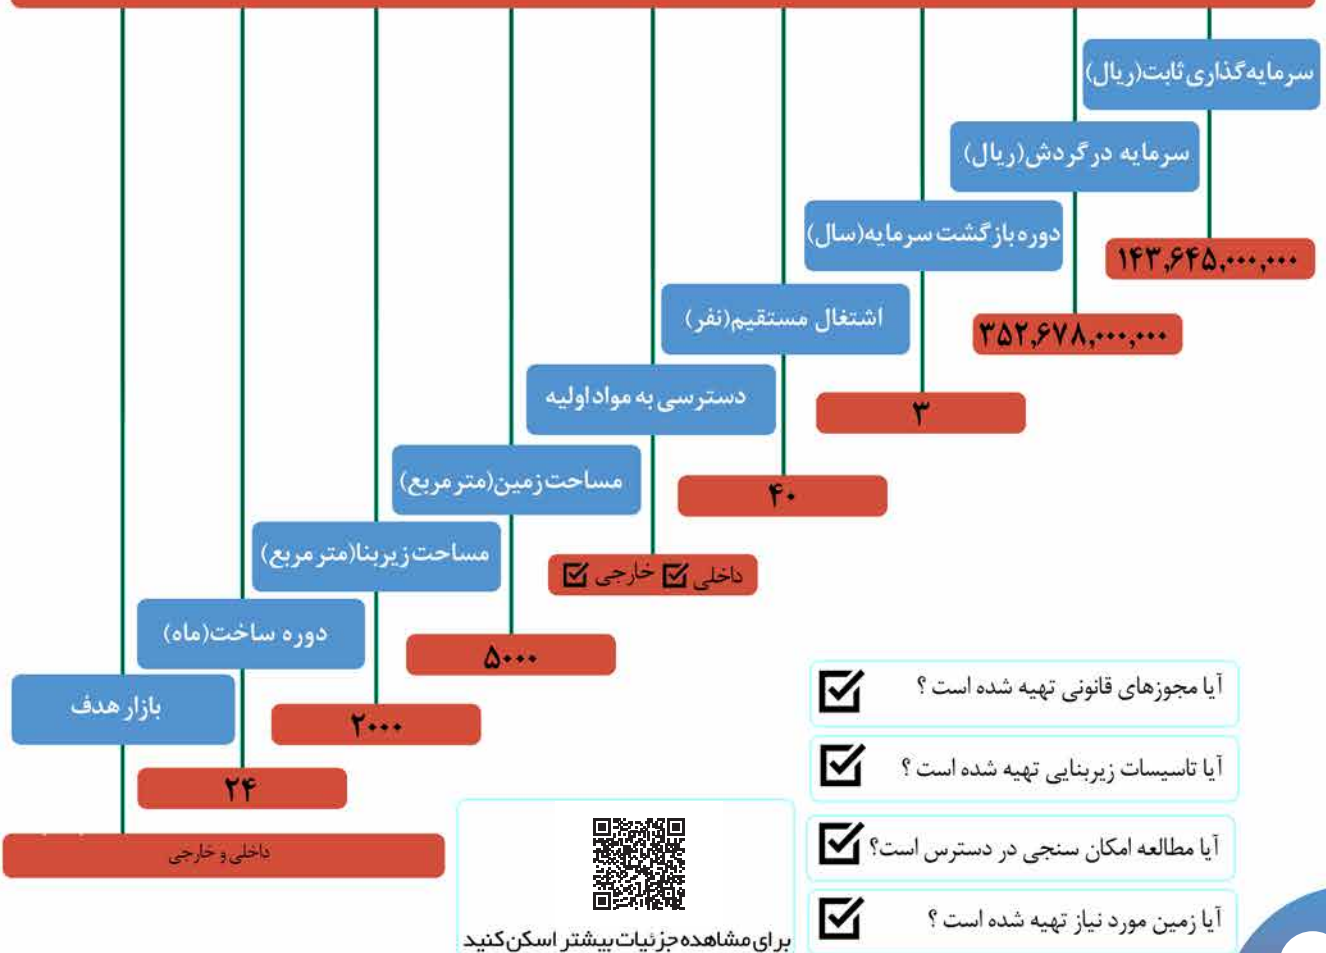 سرمایه‌گذاری ثابت(ریال)
۱۴۳,۶۴۵,۰۰۰,۰۰۰
سرمایه در گردش(ریال)
۳۵۲,۶۷۸,۰۰۰,۰۰۰
دوره بازگشت سرمایه(سال)
۳
اشتغال مستقیم(نفر)
۴۰
دسترسی به مواد اولیه
داخلی ☑ خارجی ☑
مساحت زمین(متر مربع)
۵۰۰۰
مساحت زیربنا(متر مربع)
۲۰۰۰
دوره ساخت(ماه)
۲۴
بازار هدف
داخلی و خارجی
آیا مجوزهای قانونی تهیه شده است ؟ ☑
آیا تاسیسات زیربنایی تهیه شده است ؟ ☑
آیا مطالعه امکان سنجی در دسترس است؟ ☑
آیا زمین مورد نیاز تهیه شده است ؟ ☑
برای مشاهده جزئیات بیشتر اسکن کنید